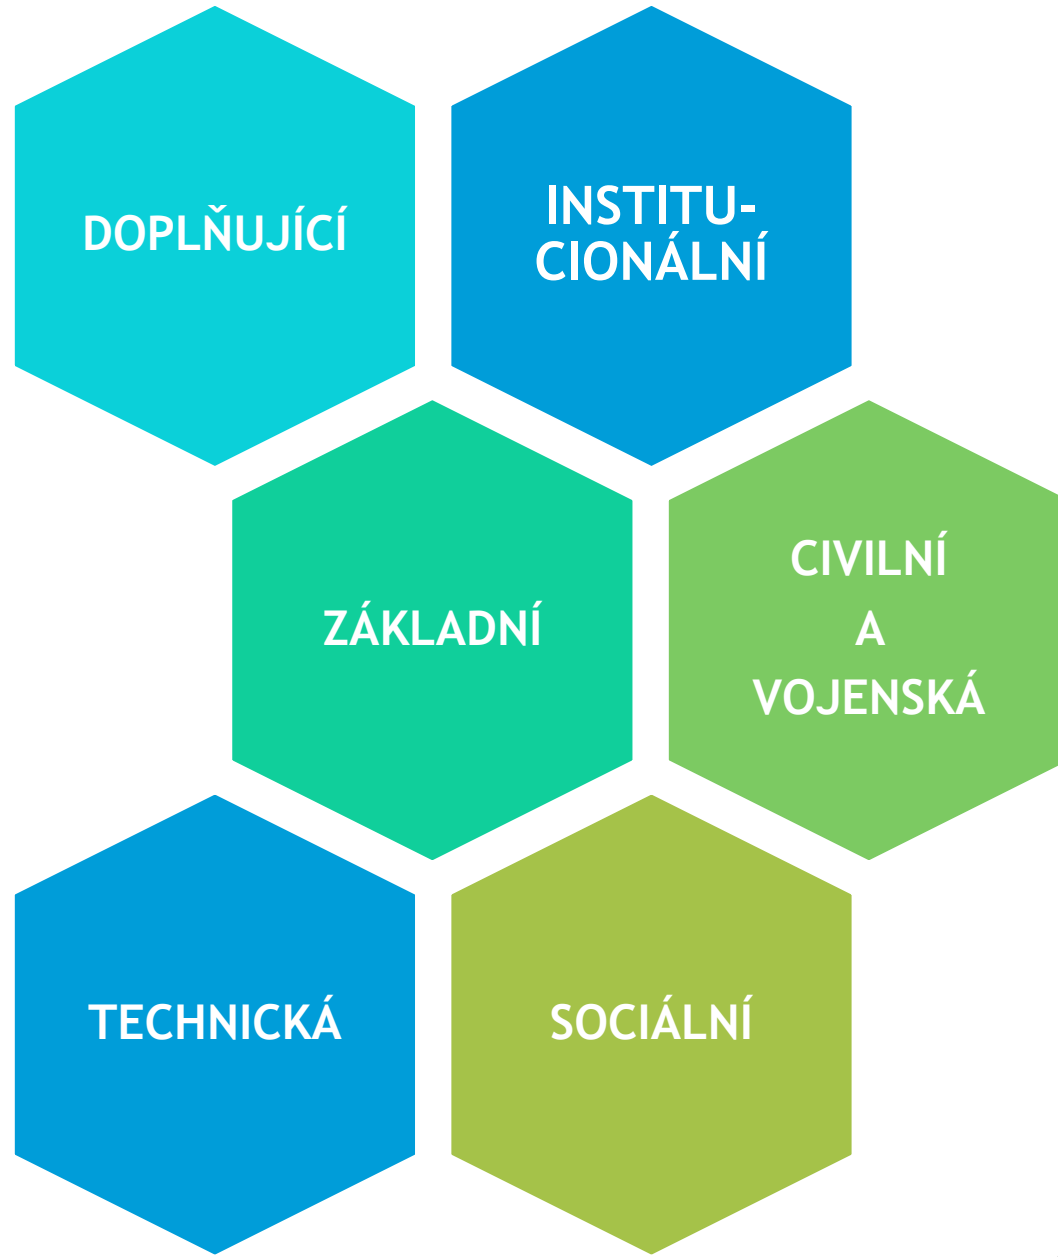 DOPLŇUJÍCÍ
INSTITU-
CIONÁLNÍ
ZÁKLADNÍ
CIVILNÍ
A
VOJENSKÁ
TECHNICKÁ
SOCIÁLNÍ